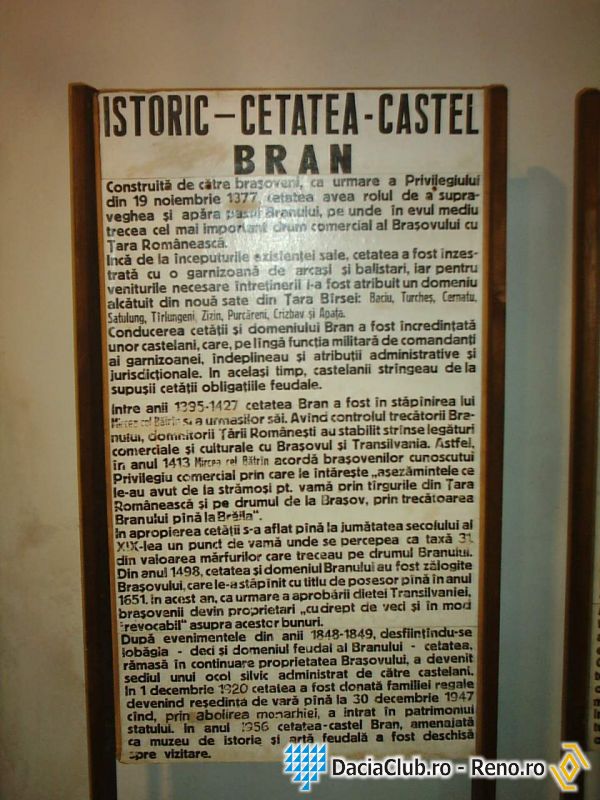 ISTORIC-CETATEA-CASTEL
BRAN
Construită de către brașoveni, ca urmare a Privilegiului
din 19 noiembrie 1377, cetatea avea rolul de a supra-
veghea și apăra pasul Branului, pe unde în evul mediu
trecea cel mai important drum comercial al Brașovului cu
Țara Românească.
Încă de la începuturile existenței sale, cetatea a fost înzes-
trată cu o garnizoană de arcași și balistari, iar pentru
veniturile necesare întreținerii i-a fost atribuit un domeniu
alcătuit din nouă sate din Țara Bîrsei: Baciu, Turcheș, Cernatu,
Satulung, Tîrlungeni, Zizin, Purcăreni, Crizbav și Apața.
Conducerea cetății și domeniului Bran a fost încredințată
unor castelani, care, pe lîngă funcția militară de comandanți
ai garnizoanei, îndeplineau și atribuții administrative și
jurisdicționale. In același timp, castelanii strîngeau de la
supușii cetății obligațiile feudale.
Intre anii 1395-1427 cetatea Bran a fost în stăpînirea lui
Mircea cel Bătrîn și a urmașilor săi. Avînd controlul trecătorii Bra-
nului, domnitorii Țării Românești au stabilit strînse legături
comerciale și culturale cu Brașovul și Transilvania. Astfel,
în anul 1413 Mircea cel Bătrîn acordă brașovenilor cunoscutul
Privilegiu comercial prin care le întărește „așezămintele ce
le-au avut de la strămoși pt. vamă prin tîrgurile din Țara
Românească și pe drumul de la Brașov, prin trecătoarea
Branului pînă la Brăila".
In apropierea cetății s-a aflat pînă la jumătatea secolului al
XIX-lea un punct de vamă unde se percepea ca taxă
din valoarea mărfurilor care treceau pe drumul Branului.
Din anul 1498, cetatea și domeniul Branului au fost zălogite
Brașovului, care le-a stăpînit cu titlu de posesor pînă în anul
1651. In acest an, ca urmare a aprobării dietei Transilvaniei,
brașovenii devin proprietari „cu drept de veci și în mod
revocabil" asupra acestor bunuri.
După evenimentele din anii 1848-1849, desființîndu-se
iobăgia - deci și domeniul feudal al Branului - cetatea,
rămasă în continuare proprietatea Brașovului, a devenit
sediul unui ocol silvic administrat de către castelani.
In 1 decembrie 1920 cetatea a fost donată familiei regale
devenind reședință de vară pînă la 30 decembrie 1947
cînd, prin abolirea monarhiei, a intrat în patrimoniul
statului. In anul 1956 cetatea-castel Bran, amenajată
ca muzeu de istorie și artă feudală a fost deschisă
spre vizitare.
DaciaClub.ro - Reno.ro